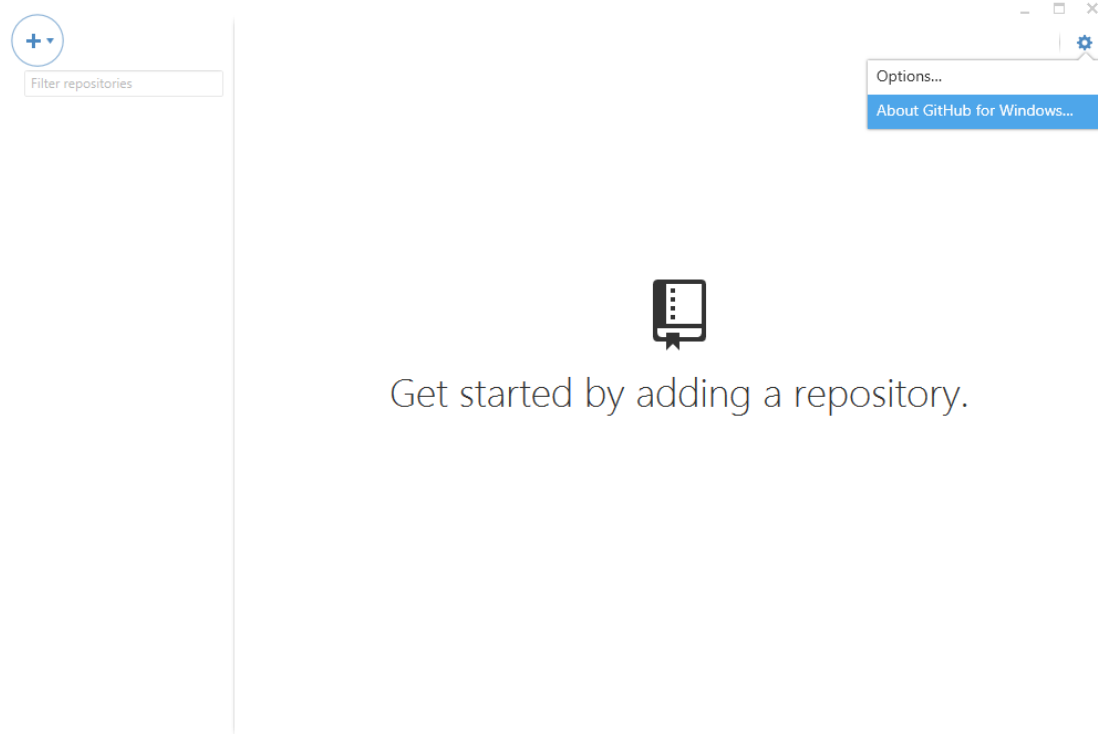 Filter repositories
Options...
About GitHub for Windows...
Get started by adding a repository.